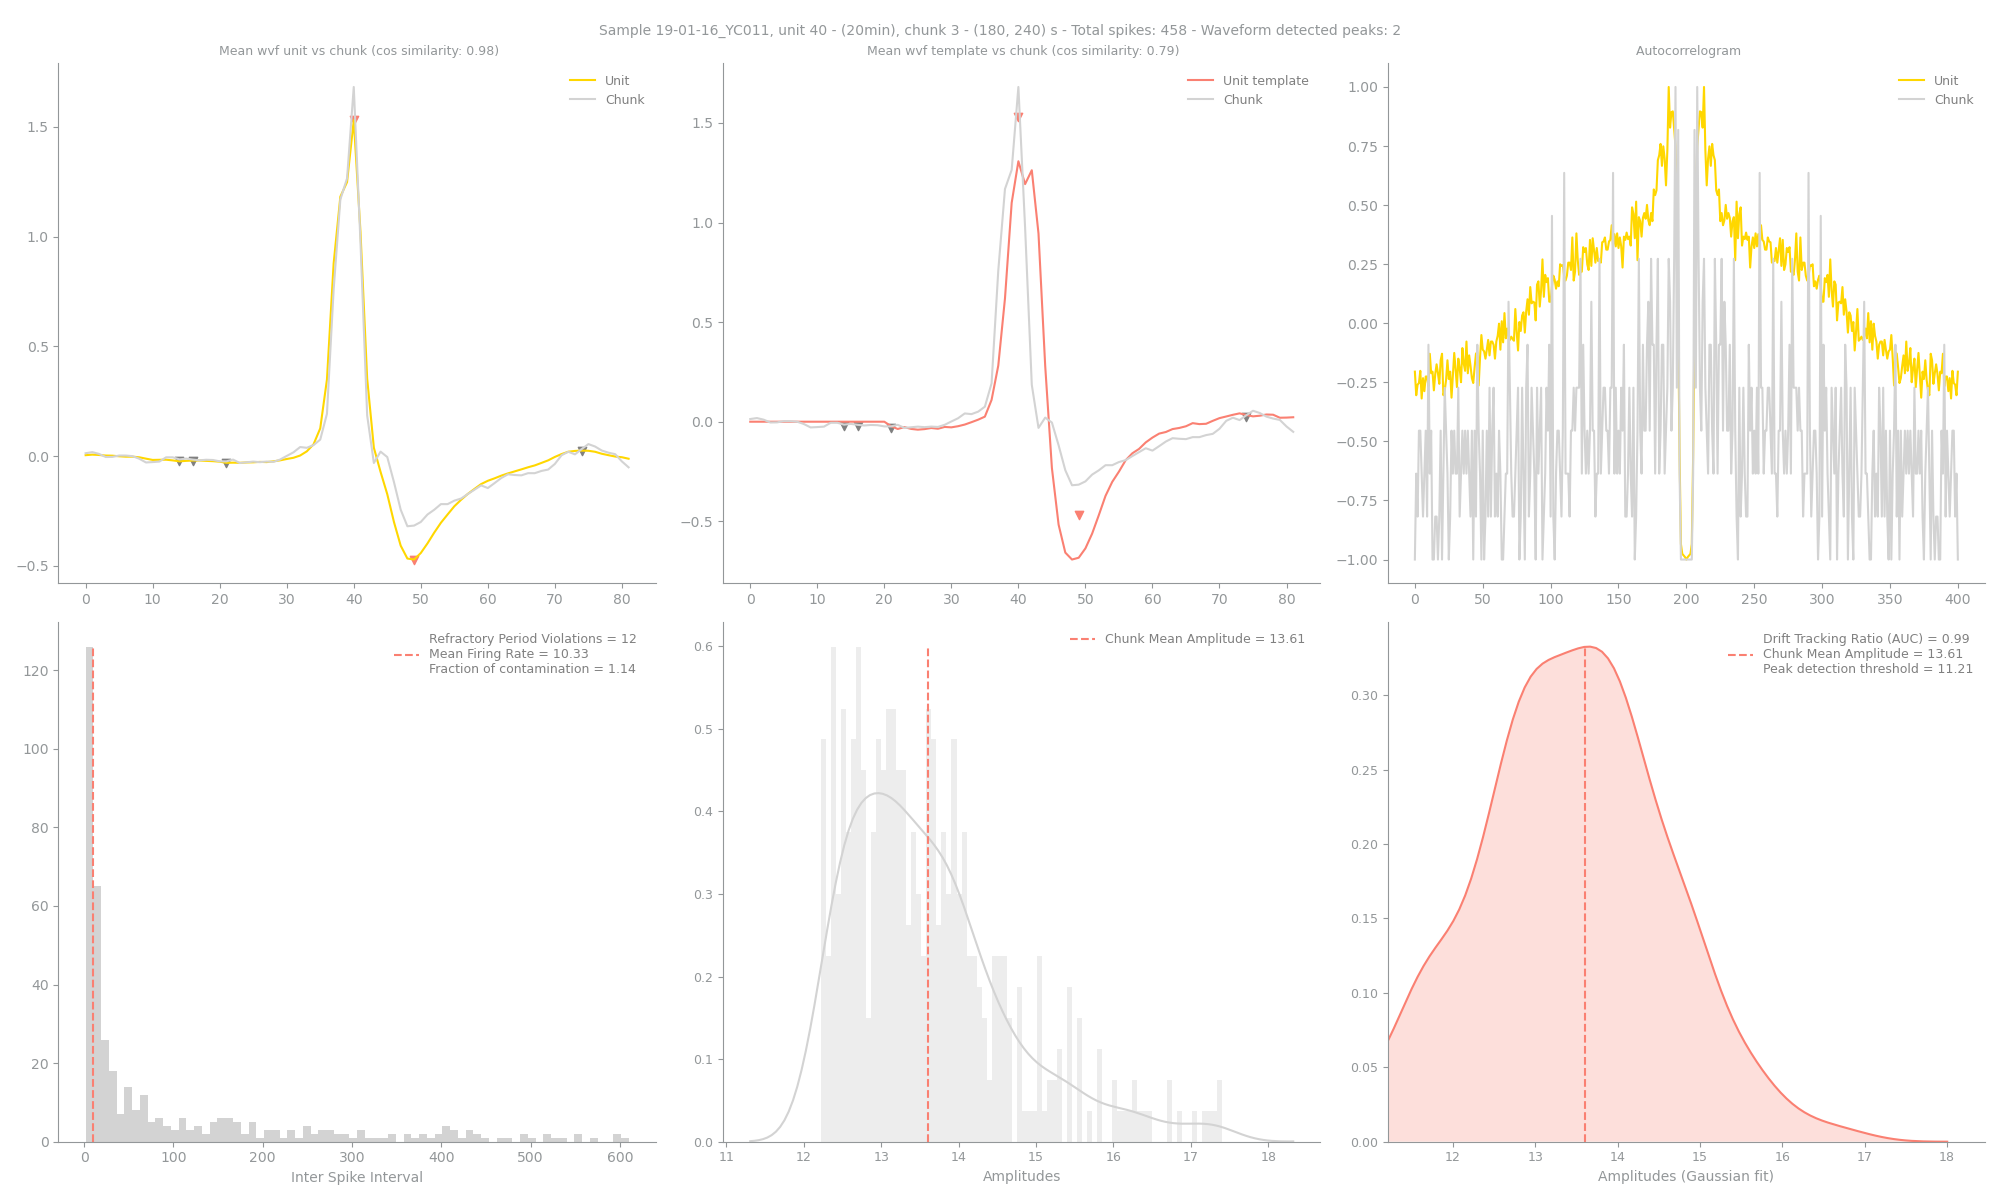 Sample 19-01-16_YC011, unit 40 - (20min), chunk 3 - (180, 240) s - Total spikes: 458 - Waveform detected peaks: 2
Mean wvf unit vs chunk (cos similarity: 0.98)
Unit
Chunk
1.5
1.0
0.5
0.0
−0.5
0 10 20 30 40 50 60 70 80
Mean wvf template vs chunk (cos similarity: 0.79)
Unit template
Chunk
1.5
1.0
0.5
0.0
−0.5
0 10 20 30 40 50 60 70 80
Autocorrelogram
Unit
Chunk
1.00
0.75
0.50
0.25
0.00
−0.25
−0.50
−0.75
−1.00
0 50 100 150 200 250 300 350 400
Refractory Period Violations = 12
Mean Firing Rate = 10.33
Fraction of contamination = 1.14
120
100
80
60
40
20
0
0 100 200 300 400 500 600
Inter Spike Interval
Chunk Mean Amplitude = 13.61
0.6
0.5
0.4
0.3
0.2
0.1
0.0
11 12 13 14 15 16 17 18
Amplitudes
Drift Tracking Ratio (AUC) = 0.99
Chunk Mean Amplitude = 13.61
Peak detection threshold = 11.21
0.30
0.25
0.20
0.15
0.10
0.05
0.00
12 13 14 15 16 17 18
Amplitudes (Gaussian fit)